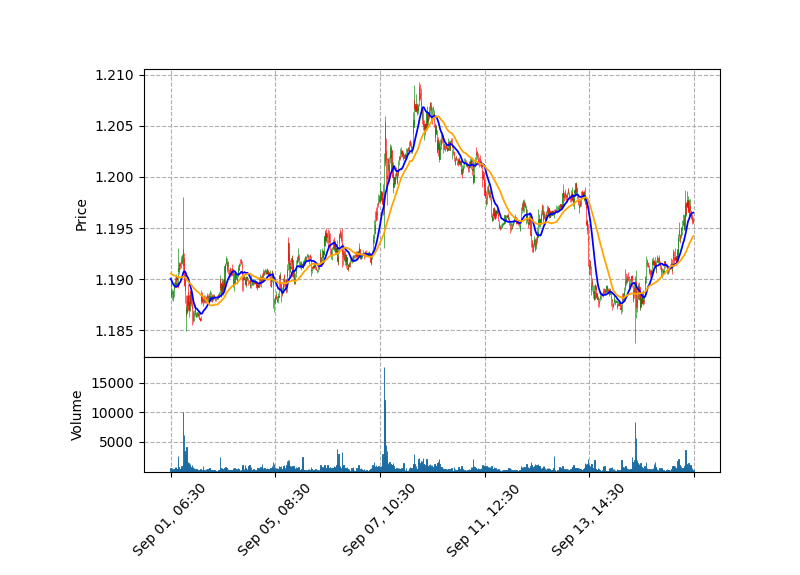 1.210
1.205
1.200
1.195
1.190
1.185
Price
15000
10000
5000
Volume
Sep 01, 06:30
Sep 05, 08:30
Sep 07, 10:30
Sep 11, 12:30
Sep 13, 14:30